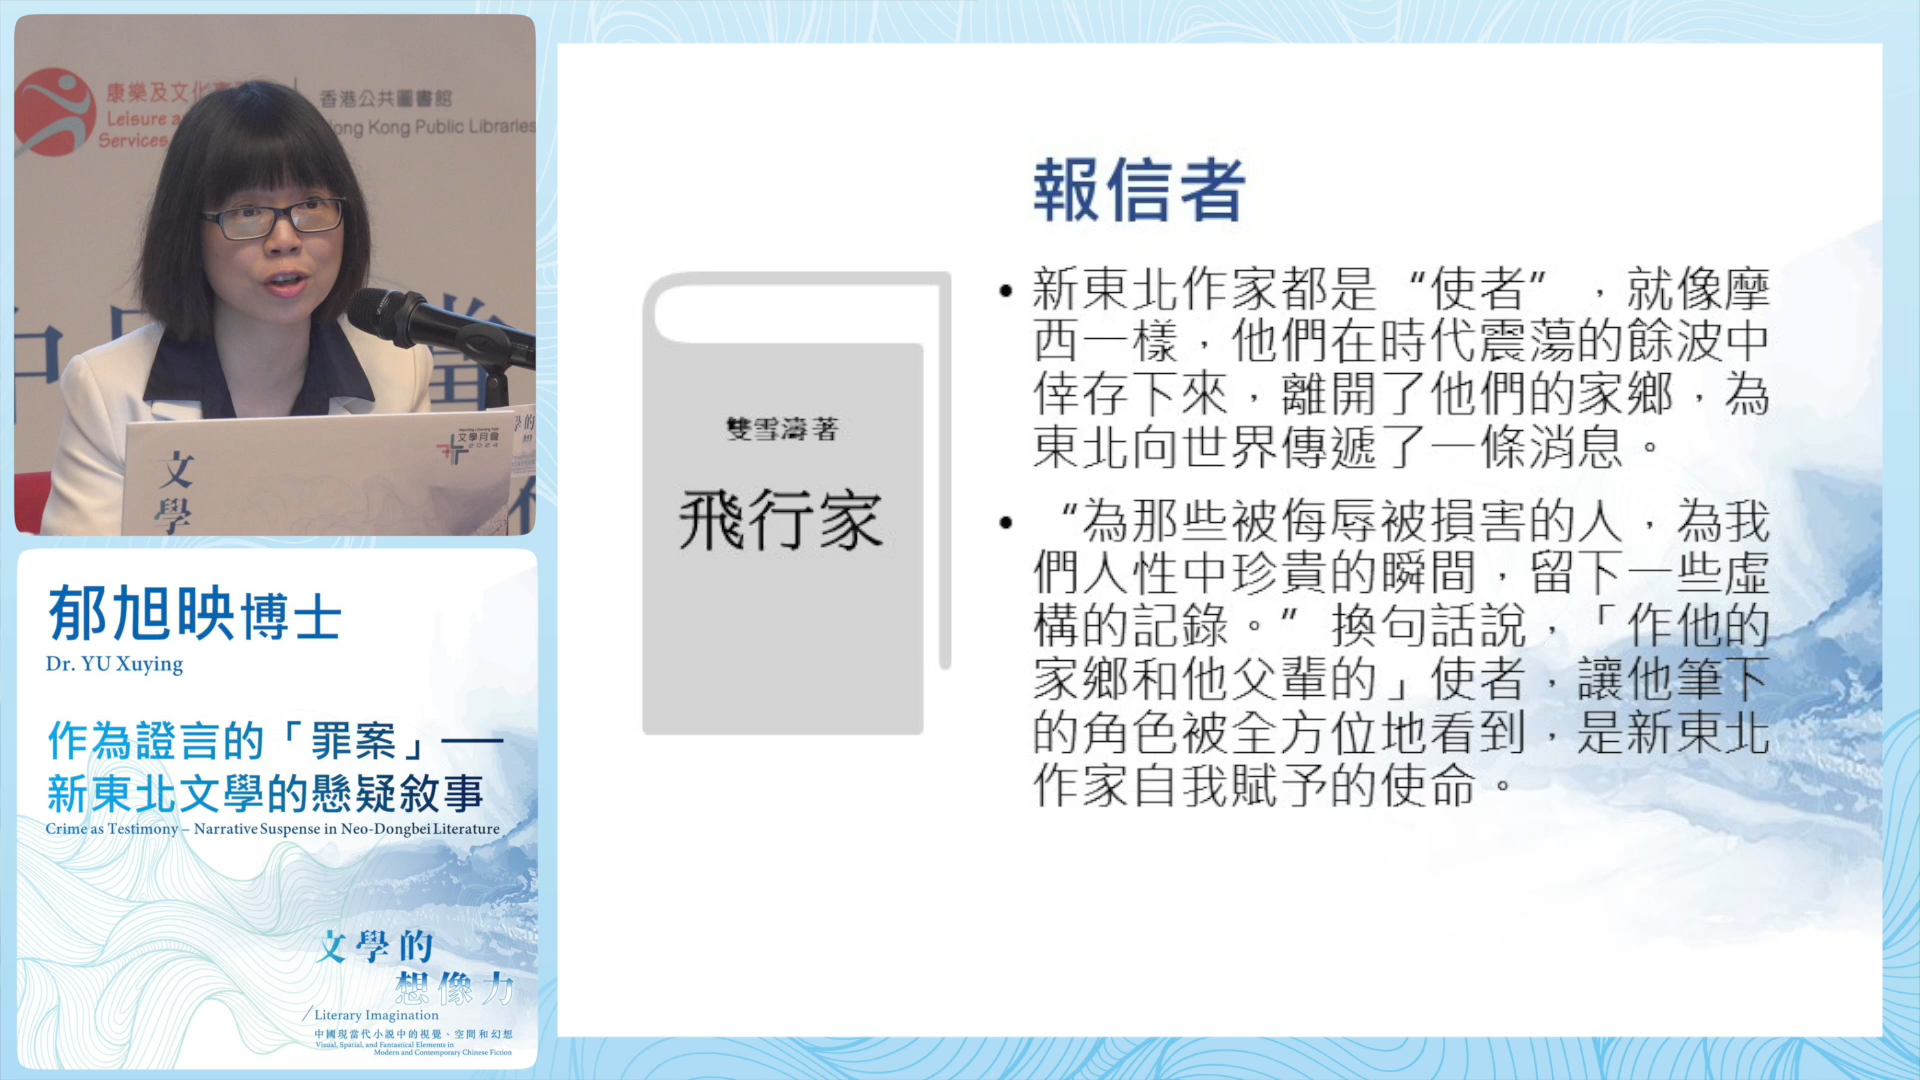 康樂及文化事
Leisure a
Services
香港公共圖書館
ong Kong Public Libraries
文學月會
2024
文
學
郁旭映博士
Dr. YU Xuying
作為證言的「罪案」——
新東北文學的懸疑敘事
Crime as Testimony – Narrative Suspense in Neo-Dongbei Literature
文學的
想像力
/Literary Imagination
中國現當代小說中的視覺、空間和幻想
Visual, Spatial, and Fantastical Elements in
Modern and Contemporary Chinese Fiction
雙雪濤 著
飛行家
報信者
• 新東北作家都是“使者”，就像摩
西一樣，他們在時代震蕩的餘波中
倖存下來，離開了他們的家鄉，為
東北向世界傳遞了一條消息。
• “為那些被侮辱被損害的人，為我
們人性中珍貴的瞬間，留下一些虛
構的記錄。”換句話說，「作他的
家鄉和他父輩的」使者，讓他筆下
的角色被全方位地看到，是新東北
作家自我賦予的使命。